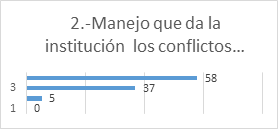 2.-Manejo que da la
institución los conflictos...
58
3 37
5
1 0